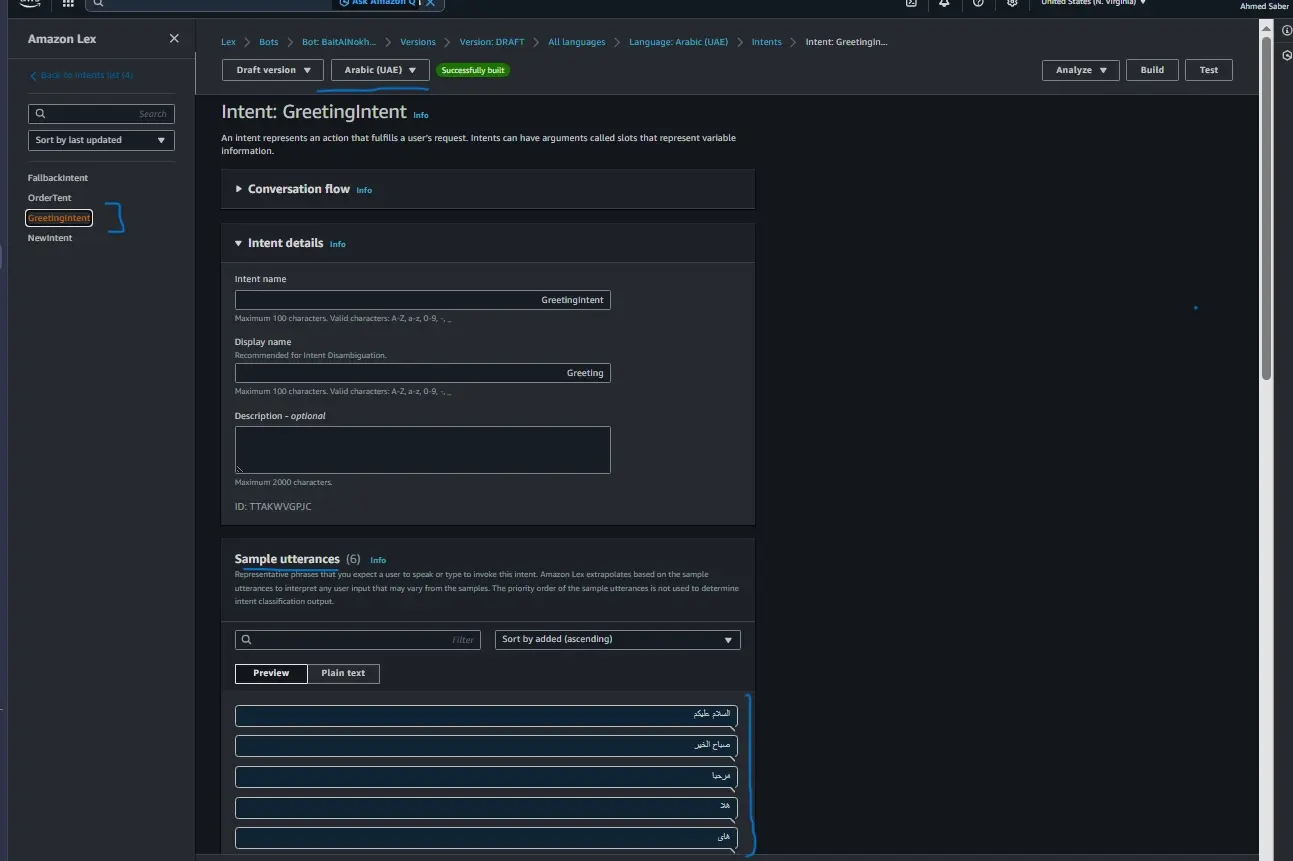 aws
Ask Amazon Q
United States (N. Virginia)
Ahmed Saber
Amazon Lex
Lex > Bots > Bot: BaitAlNokh... > Versions > Version: DRAFT > All languages > Language: Arabic (UAE) > Intents > Intent: GreetingIn...
Back to intents list (4)
Draft version ▼ Arabic (UAE) ▼ Successfully built Analyze ▼ Build Test
Search
Sort by last updated ▼
FallbackIntent
OrderTent
GreetingIntent
NewIntent
Intent: GreetingIntent Info
An intent represents an action that fulfills a user's request. Intents can have arguments called slots that represent variable
information.
Conversation flow Info
Intent details Info
Intent name
GreetingIntent
Maximum 100 characters. Valid characters: A-Z, a-z, 0-9, -, _
Display name
Recommended for Intent Disambiguation.
Greeting
Maximum 100 characters. Valid characters: A-Z, a-z, 0-9, -, _
Description - optional
Maximum 2000 characters.
ID: TTAKWVGPJC
Sample utterances (6) Info
Representative phrases that you expect a user to speak or type to invoke this intent. Amazon Lex extrapolates based on the sample
utterances to interpret any user input that may vary from the samples. The priority order of the sample utterances is not used to determine
intent classification output.
Filter
Sort by added (ascending) ▼
Preview Plain text
السلام عليكم
صباح الخير
مرحبا
هلا
هاى